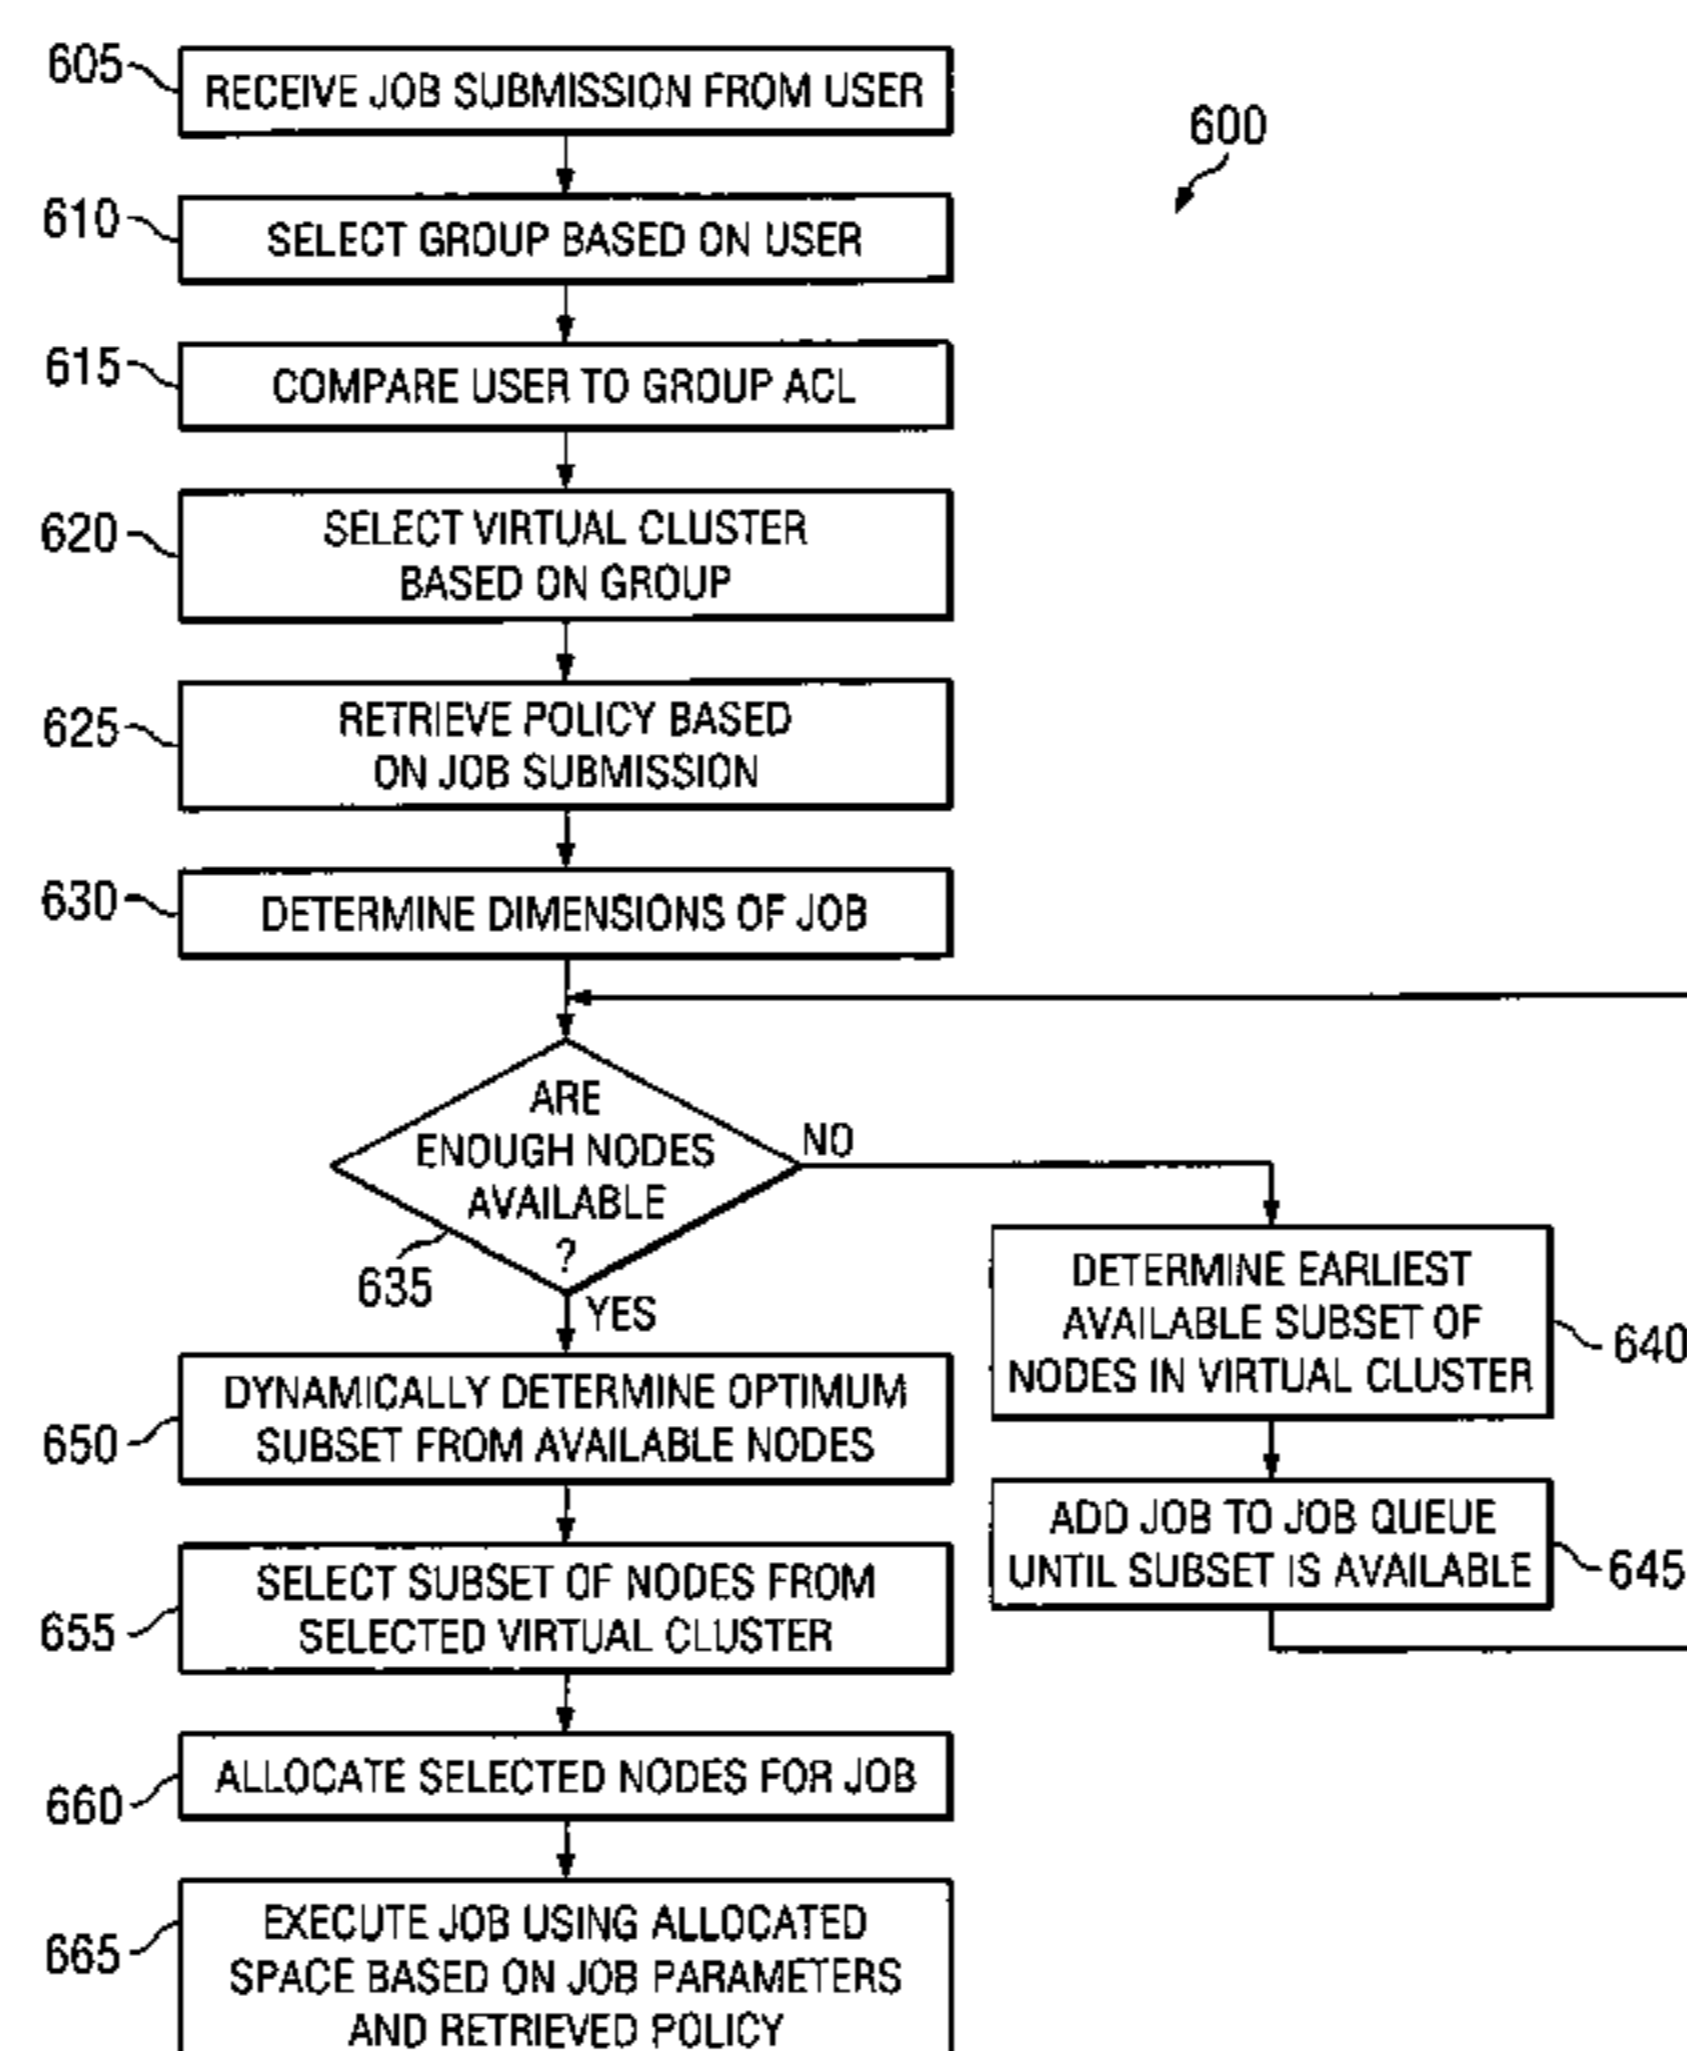 605
RECEIVE JOB SUBMISSION FROM USER
600
610
SELECT GROUP BASED ON USER
615
COMPARE USER TO GROUP ACL
620
SELECT VIRTUAL CLUSTER
BASED ON GROUP
625
RETRIEVE POLICY BASED
ON JOB SUBMISSION
630
DETERMINE DIMENSIONS OF JOB
ARE
ENOUGH NODES
AVAILABLE
?
635
NO
YES
DETERMINE EARLIEST
AVAILABLE SUBSET OF
NODES IN VIRTUAL CLUSTER
640
ADD JOB TO JOB QUEUE
UNTIL SUBSET IS AVAILABLE
645
650
DYNAMICALLY DETERMINE OPTIMUM
SUBSET FROM AVAILABLE NODES
655
SELECT SUBSET OF NODES FROM
SELECTED VIRTUAL CLUSTER
660
ALLOCATE SELECTED NODES FOR JOB
665
EXECUTE JOB USING ALLOCATED
SPACE BASED ON JOB PARAMETERS
AND RETRIEVED POLICY